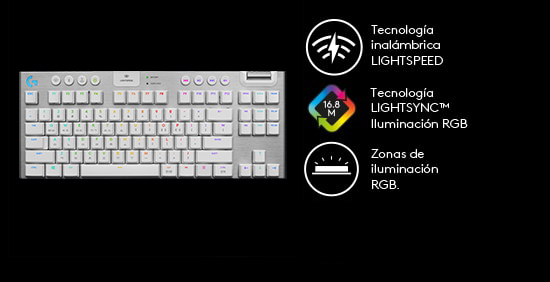 Tecnología
inalámbrica
LIGHTSPEED
16.8
M
Tecnología
LIGHTSYNC™
Iluminación RGB
Zonas de
iluminación
RGB.